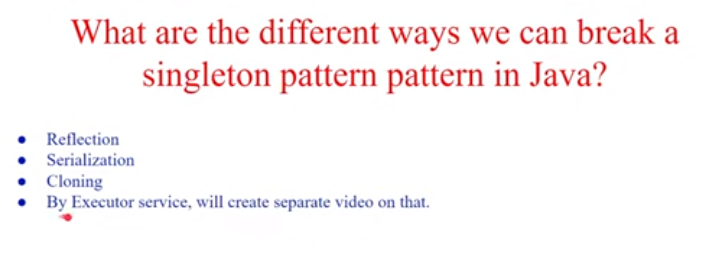 What are the different ways we can break a
singleton pattern pattern in Java?
• Reflection
• Serialization
• Cloning
• By Executor service, will create separate video on that.